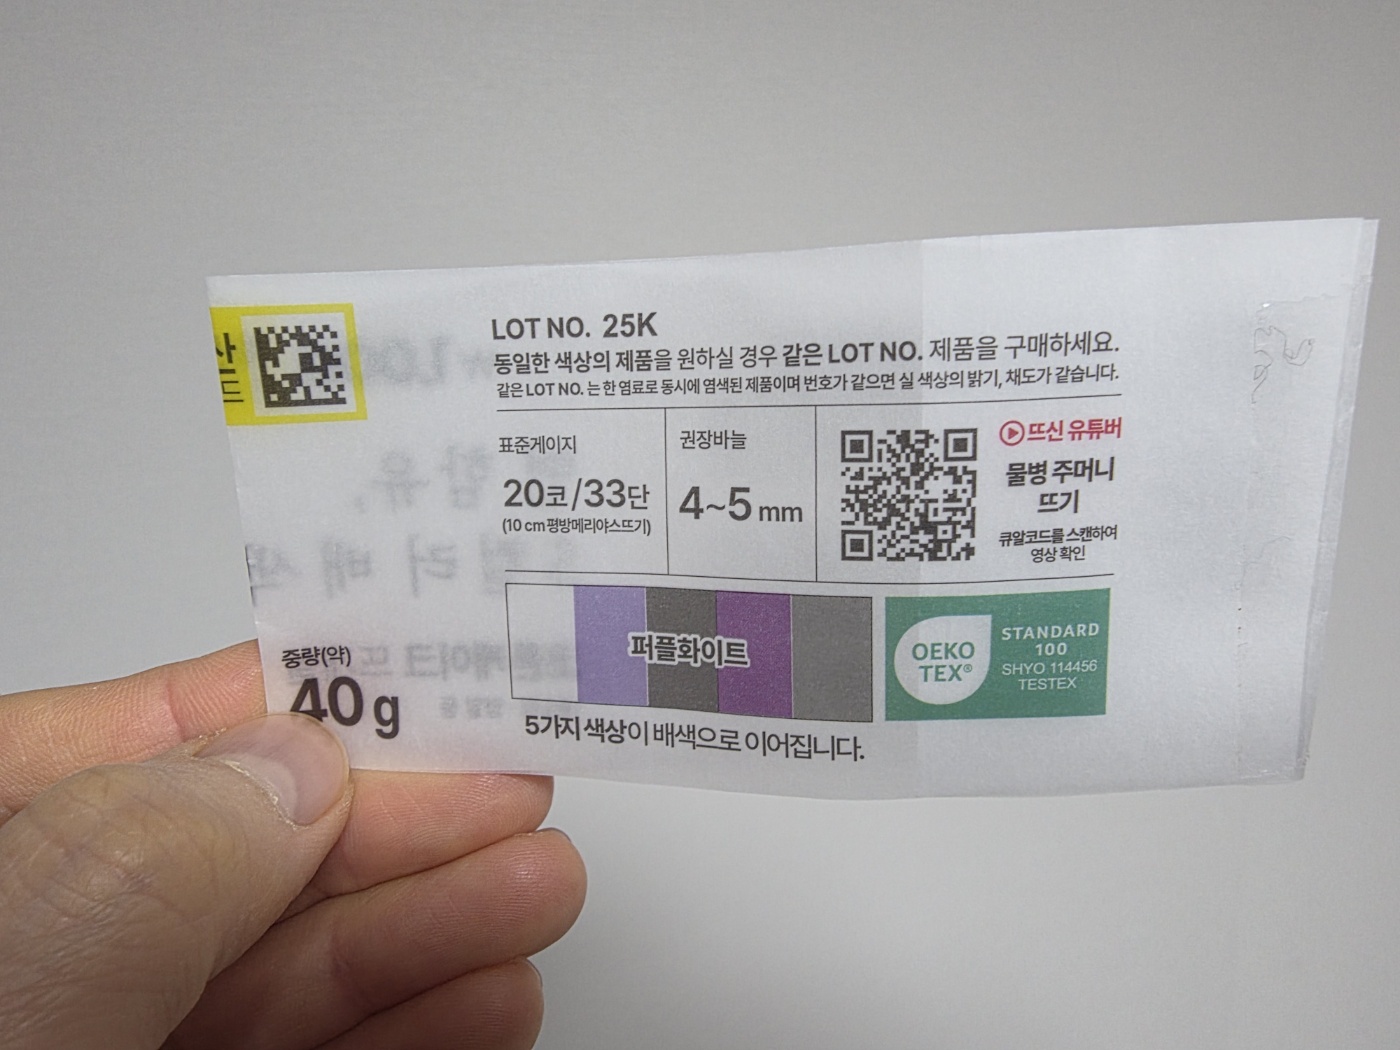 LOT NO. 25K
동일한 색상의 제품을 원하실 경우 같은 LOT NO. 제품을 구매하세요.
같은 LOT NO. 는 한 염료로 동시에 염색된 제품이며 번호가 같으면 실 색상의 밝기, 채도가 같습니다.
표준게이지
20코/33단
(10 cm평방메리야스뜨기)
권장바늘
4~5 mm
뜨신 유튜버
물병 주머니
뜨기
큐알코드를 스캔하여
영상 확인
중량(약)
40 g
퍼플화이트
5가지 색상이 배색으로 이어집니다.
OEKO
TEX®
STANDARD
100
SHYO 114456
TESTEX